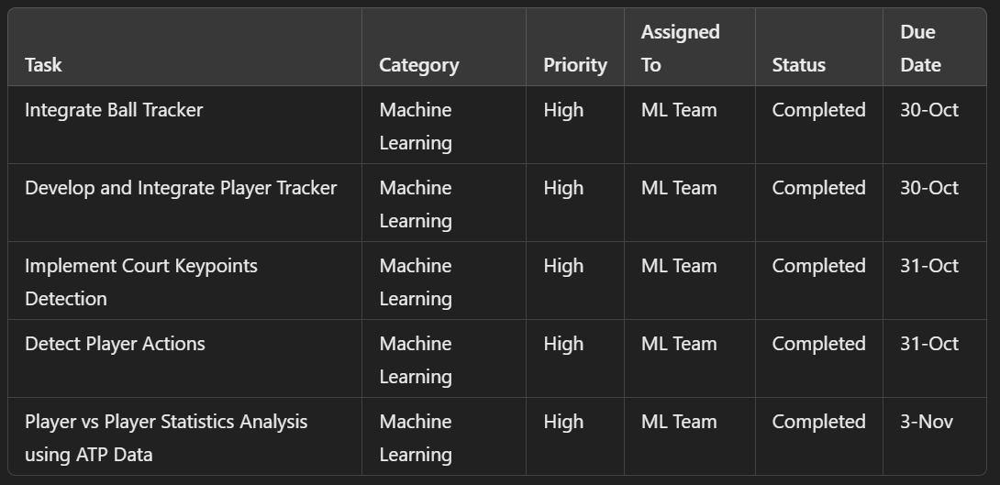 Task Category Priority Assigned To Status Due Date
Integrate Ball Tracker Machine Learning High ML Team Completed 30-Oct
Develop and Integrate Player Tracker Machine Learning High ML Team Completed 30-Oct
Implement Court Keypoints Detection Machine Learning High ML Team Completed 31-Oct
Detect Player Actions Machine Learning High ML Team Completed 31-Oct
Player vs Player Statistics Analysis using ATP Data Machine Learning High ML Team Completed 3-Nov